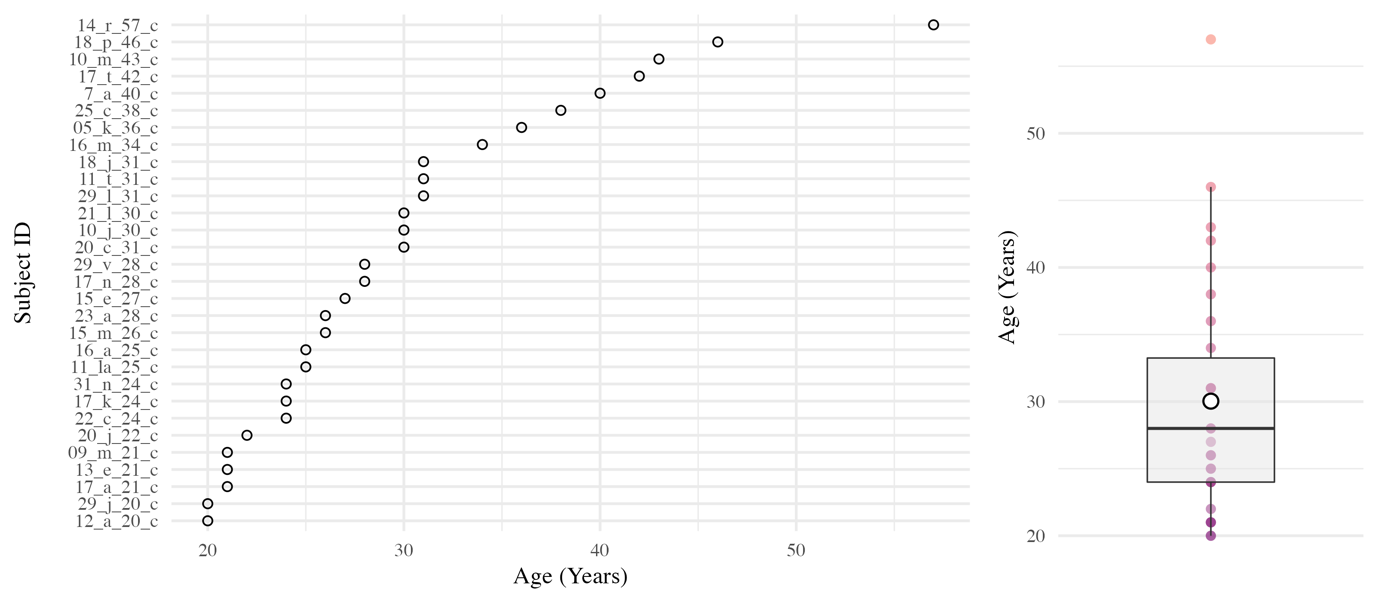 14_r_57_c
18_p_46_c
10_m_43_c
17_t_42_c
7_a_40_c
25_c_38_c
05_k_36_c
16_m_34_c
18_j_31_c
11_t_31_c
29_l_31_c
21_l_30_c
10_j_30_c
20_c_31_c
29_v_28_c
17_n_28_c
15_e_27_c
23_a_28_c
15_m_26_c
16_a_25_c
11_la_25_c
31_n_24_c
17_k_24_c
22_c_24_c
20_j_22_c
09_m_21_c
13_e_21_c
17_a_21_c
29_j_20_c
12_a_20_c
Subject ID
20 30 40 50
Age (Years)
50
40
30
20
Age (Years)